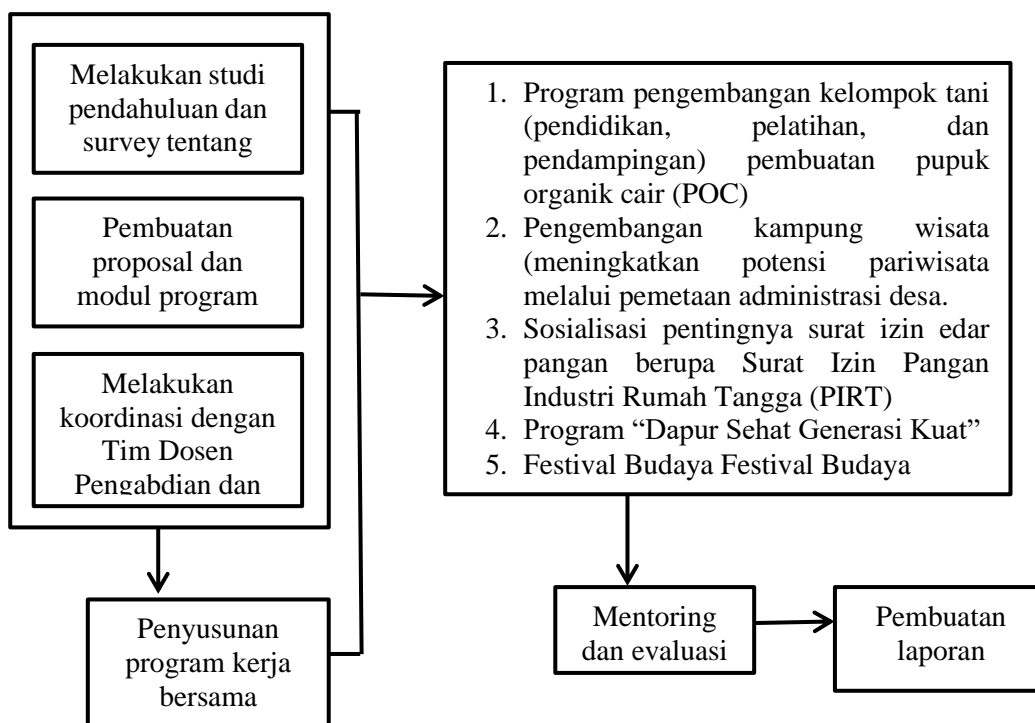 Melakukan studi
pendahuluan dan
survey tentang
Pembuatan
proposal dan
modul program
Melakukan
koordinasi dengan
Tim Dosen
Pengabdian dan
Penyusunan
program kerja
bersama
1. Program pengembangan kelompok tani
(pendidikan, pelatihan, dan
pendampingan) pembuatan pupuk
organik cair (POC)
2. Pengembangan kampung wisata
(meningkatkan potensi pariwisata
melalui pemetaan administrasi desa.
3. Sosialisasi pentingnya surat izin edar
pangan berupa Surat Izin Pangan
Industri Rumah Tangga (PIRT)
4. Program “Dapur Sehat Generasi Kuat”
5. Festival Budaya Festival Budaya
Mentoring
dan evaluasi
Pembuatan
laporan